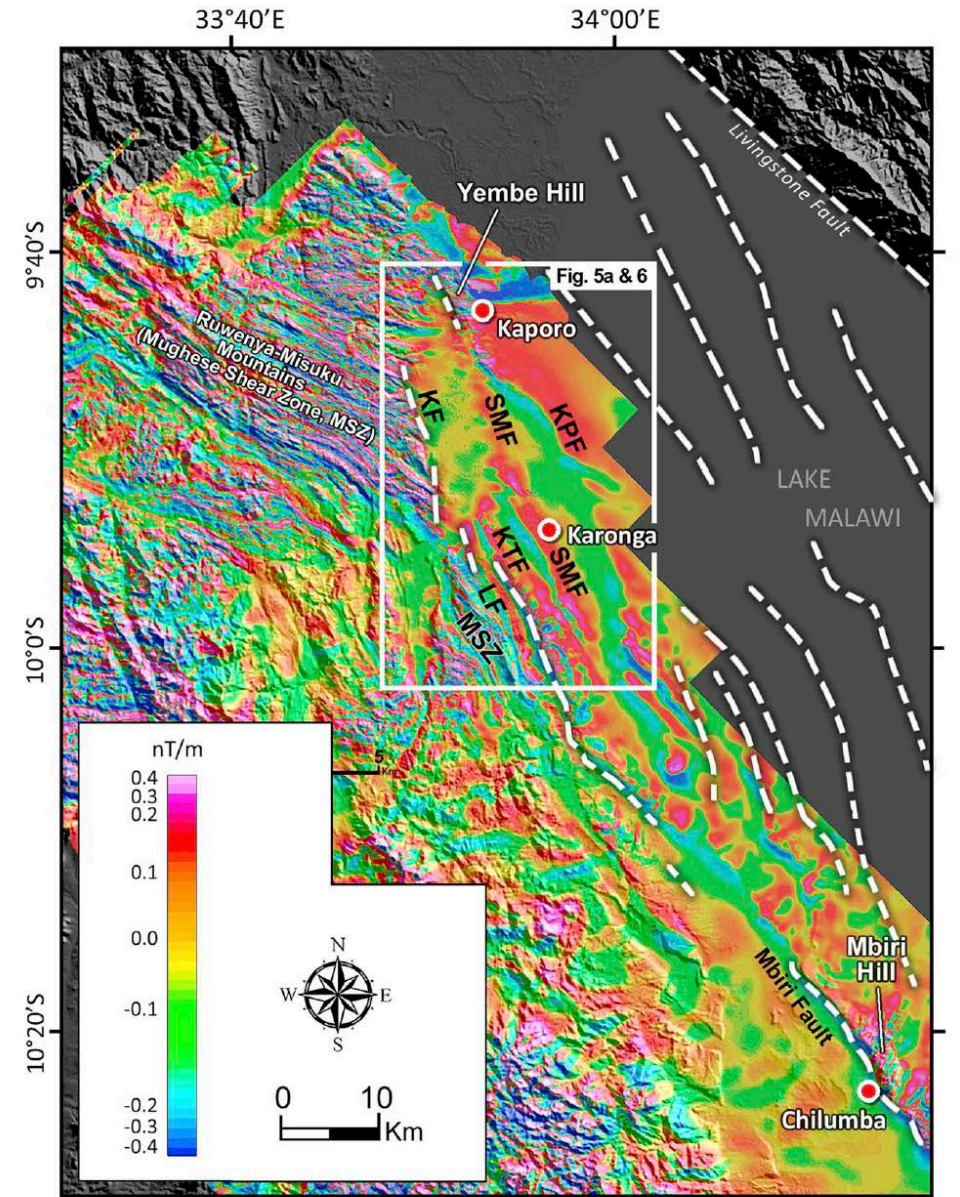 33°40'E
34°00'E
Livingstone Fault
Yembe Hill
9°40'S
Fig. 5a & 6
Kaporo
Ruwenya-Misuku
Mountains
(Mughese Shear Zone, MSZ)
KF
SMF
KPF
LAKE
MALAWI
Karonga
KTF
SMF
LF
MSZ
10°0'S
5
Km
nT/m
0.4
0.3
0.2
0.1
0.0
-0.1
-0.2
-0.3
-0.4
N
W
E
S
0
10
Km
10°20'S
Mbiri
Hill
Mbiri Fault
Chilumba